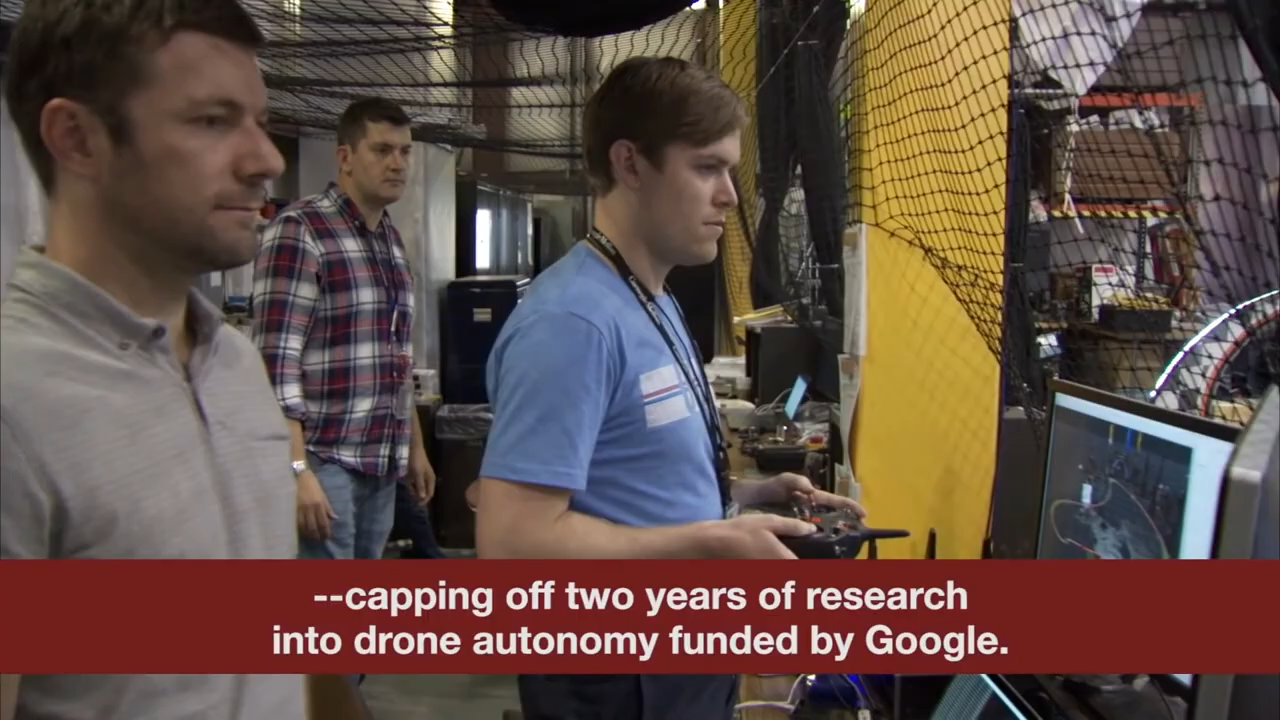 --capping off two years of research
into drone autonomy funded by Google.